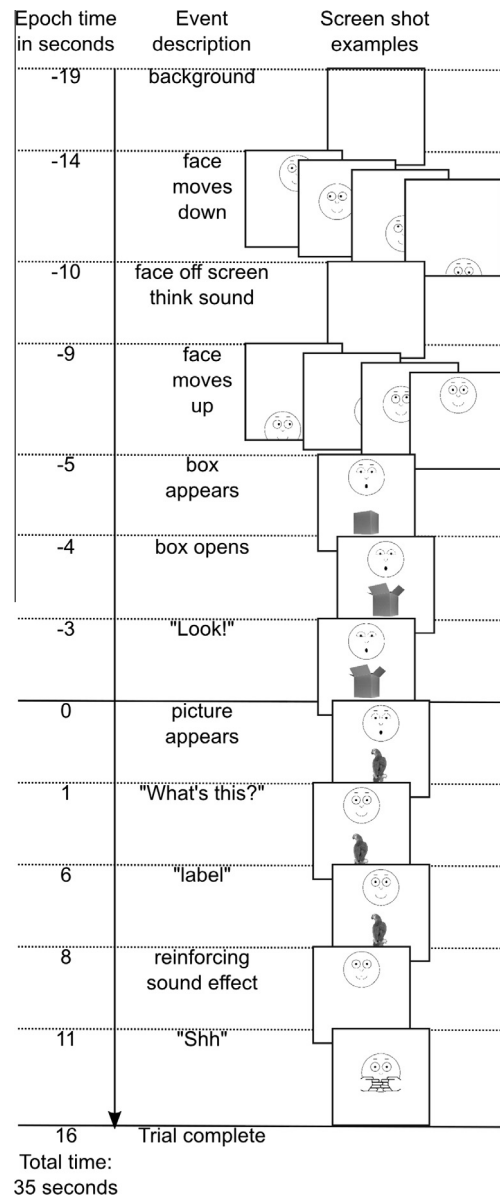 Epoch time in seconds
Event description
Screen shot examples
-19 background
-14 face moves down
-10 face off screen think sound
-9 face moves up
-5 box appears
-4 box opens
-3 "Look!"
0 picture appears
1 "What's this?"
6 "label"
8 reinforcing sound effect
11 "Shh"
16 Trial complete
Total time:
35 seconds